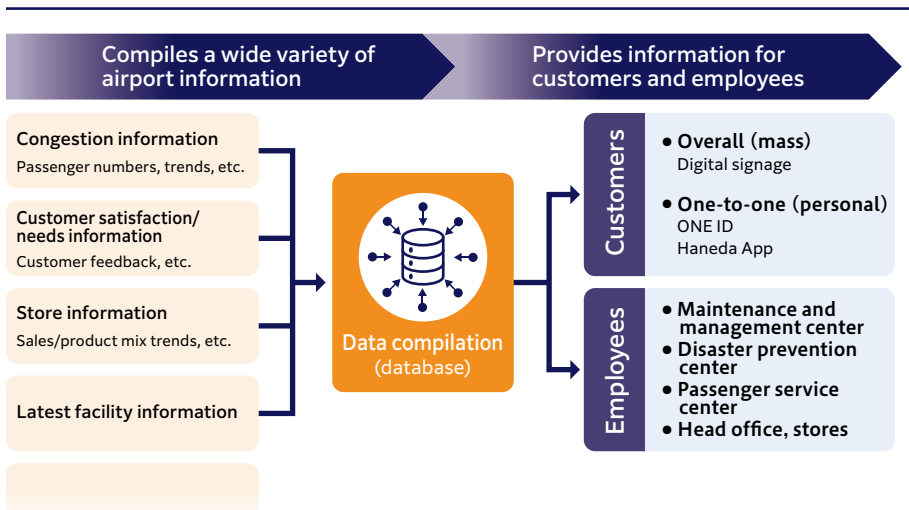 Compiles a wide variety of
airport information
Provides information for
customers and employees
Congestion information
Passenger numbers, trends, etc.
Customer satisfaction/
needs information
Customer feedback, etc.
Store information
Sales/product mix trends, etc.
Latest facility information
Data compilation
(database)
Customers
● Overall (mass)
Digital signage
● One-to-one (personal)
ONE ID
Haneda App
Employees
● Maintenance and
management center
● Disaster prevention
center
● Passenger service
center
● Head office, stores